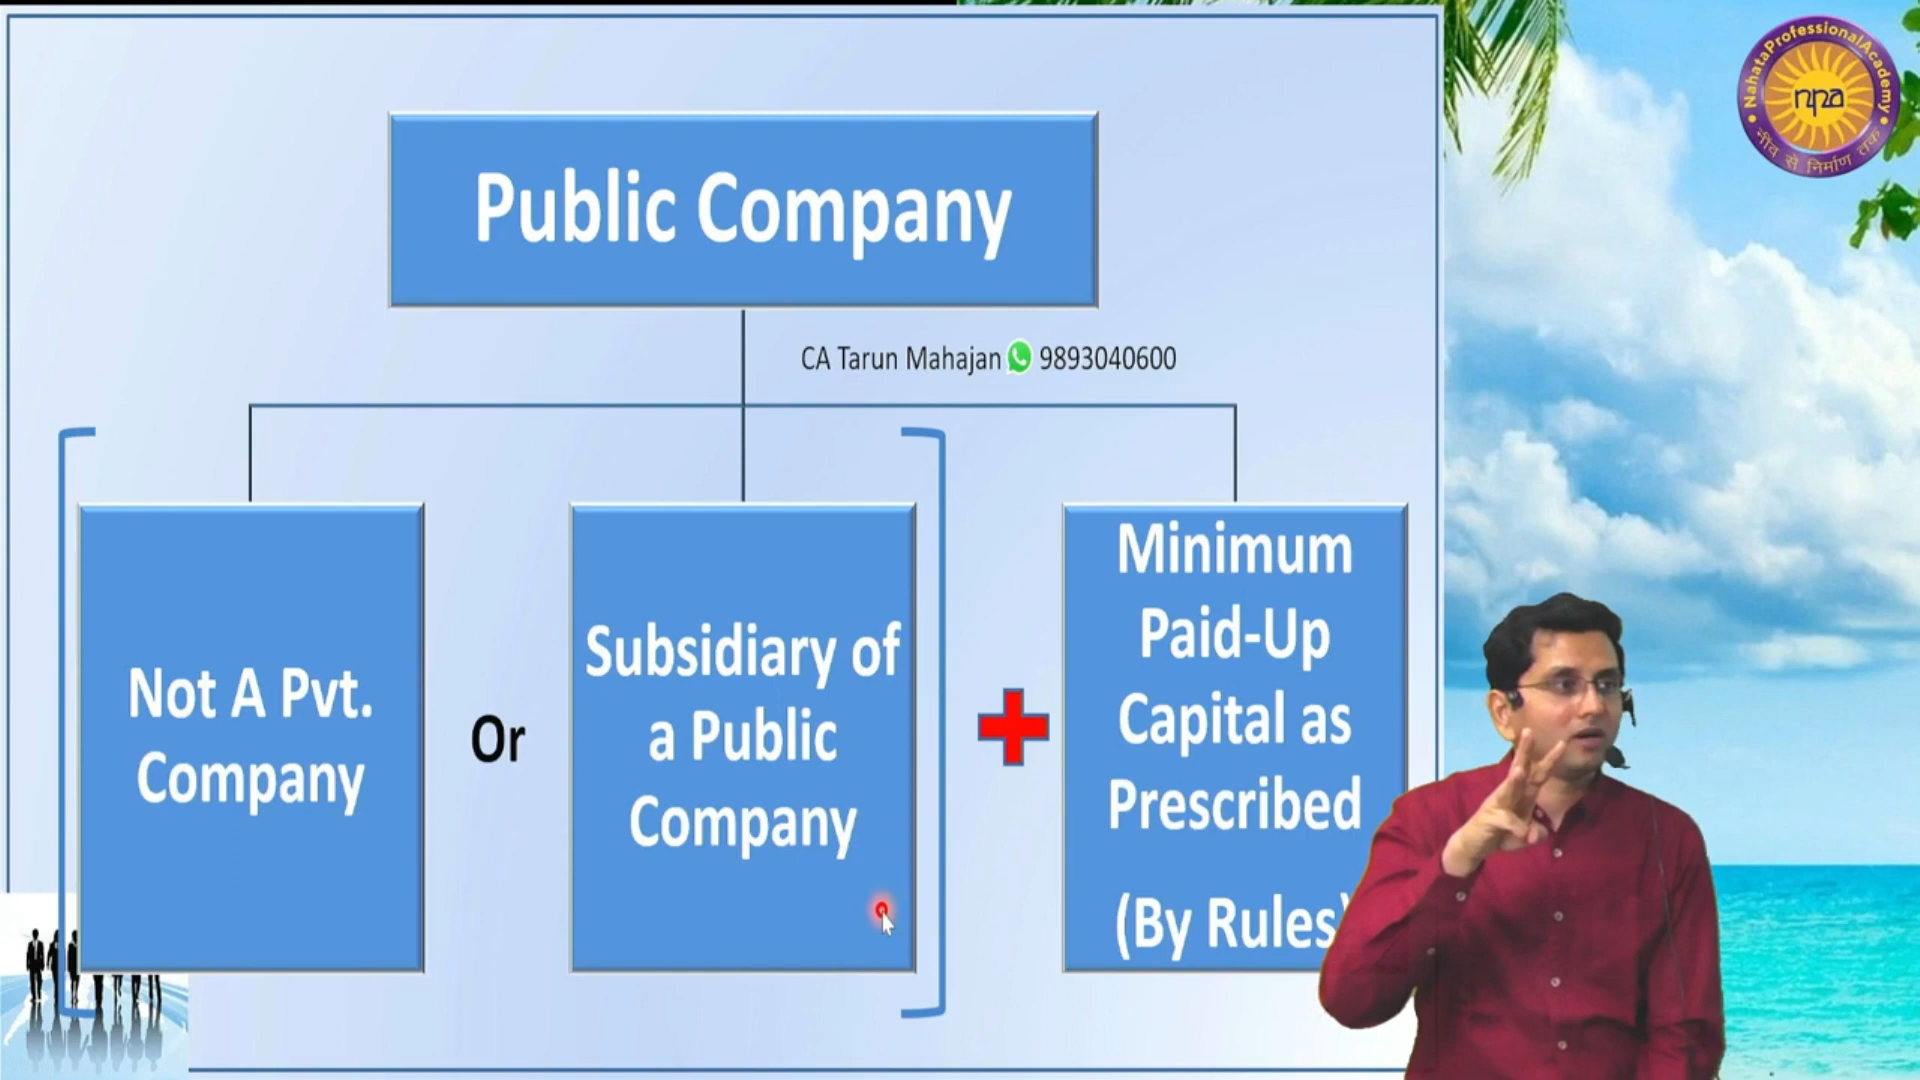 NahataProfessionalAcademy
npa
नींव से निर्माण तक
Public Company
CA Tarun Mahajan 9893040600
Not A Pvt.
Company
Or
Subsidiary of
a Public
Company
Minimum
Paid-Up
Capital as
Prescribed
(By Rules)